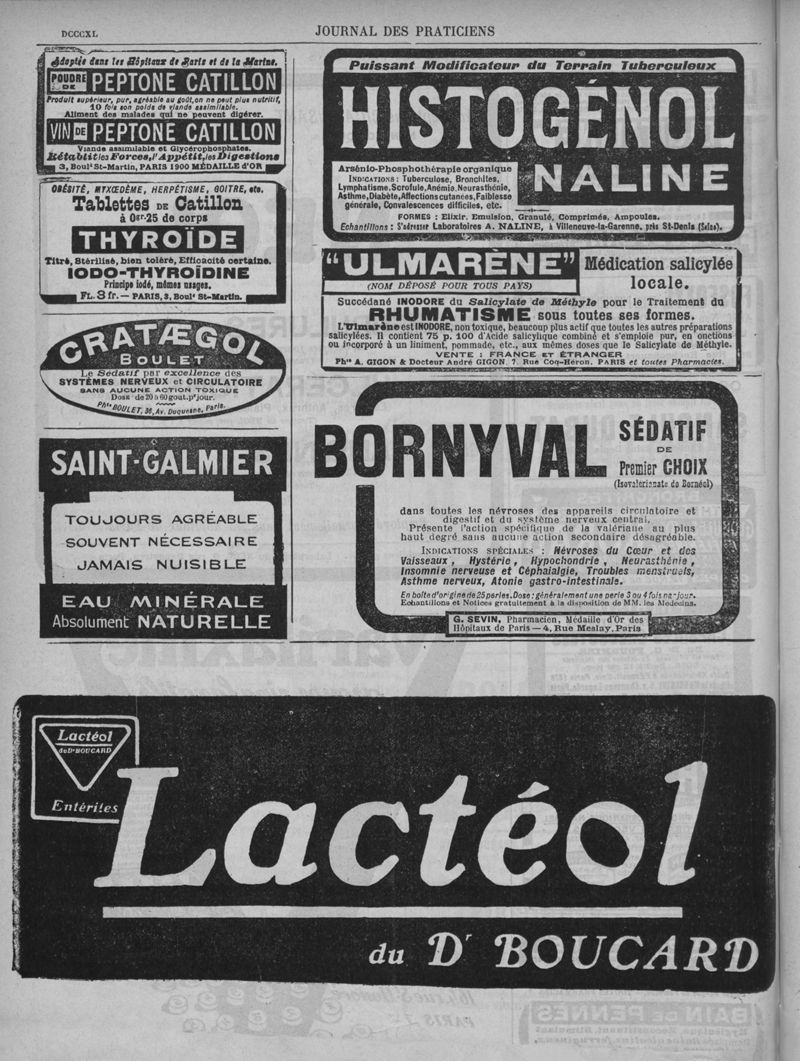 DCCCXL
JOURNAL DES PRATICIENS
Adoptée dans les Hôpitaux de Paris et de la Marine.
POUDRE DE PEPTONE CATILLON
Produit supérieur, pur, agréable au goût, on ne peut plus nutritif,
10 fois son poids de viande assimilable.
Aliment des malades qui ne peuvent digérer.
VIN DE PEPTONE CATILLON
Viande assimilable et Glycérophosphates.
Rétablit les Forces, l'Appétit, les Digestions
3, Boult St-Martin, PARIS 1900 MÉDAILLE D'OR
OBÉSITÉ, MYXŒDÈME, HERPÉTISME, GOITRE, etc.
Tablettes DE Catillon
à 0gr.25 de corps
THYROÏDE
Titré, Stérilisé, bien toléré, Efficacité certaine.
IODO-THYROÏDINE
Principe iodé, mêmes usages.
FL. 3 fr. — PARIS, 3, Boult St-Martin.
CRATÆGOL
BOULET
Le Sédatif par excellence des
SYSTÈMES NERVEUX et CIRCULATOIRE
SANS AUCUNE ACTION TOXIQUE
Dose de 20 à 60 gout. pr jour.
Phie BOULET, 36, Av. Duquesne, Paris.
SAINT-GALMIER
TOUJOURS AGRÉABLE
SOUVENT NÉCESSAIRE
JAMAIS NUISIBLE
EAU MINÉRALE
Absolument NATURELLE
Puissant Modificateur du Terrain Tuberculeux
HISTOGÉNOL
NALINE
Arsénio-Phosphothérapie organique
INDICATIONS : Tuberculose, Bronchites,
Lymphatisme, Scrofule, Anémie, Neurasthénie,
Asthme, Diabète, Affections cutanées, Faiblesse
générale, Convalescences difficiles, etc.
FORMES : Elixir, Emulsion, Granulé, Comprimés, Ampoules.
Echantillons : S'adresser Laboratoires A. NALINE, à Villeneuve-la-Garenne, près St-Denis (Seine).
"ULMARÈNE"
(NOM DÉPOSÉ POUR TOUS PAYS)
Médication salicylée
locale.
Succédané INODORE du Salicylate de Méthyle pour le Traitement du
RHUMATISME sous toutes ses formes.
L'Ulmarène est INODORE, non toxique, beaucoup plus actif que toutes les autres préparations
salicylées. Il contient 75 p. 100 d'Acide salicylique combiné et s'emploie pur, en onctions
ou incorporé à un liniment, pommade, etc., aux mêmes doses que le Salicylate de Méthyle.
VENTE : FRANCE ET ÉTRANGER
Phie A. GIGON & Docteur André GIGON, 7, Rue Coq-Héron, PARIS et toutes Pharmacies.
BORNYVAL
SÉDATIF
DE
Premier CHOIX
(Isovalérianate de Bornéol)
dans toutes les névroses des appareils circulatoire et
digestif et du système nerveux central.
Présente l'action spécifique de la valériane au plus
haut degré sans aucune action secondaire désagréable.
INDICATIONS SPÉCIALES : Névroses du Cœur et des
Vaisseaux, Hystérie, Hypochondrie, Neurasthénie,
Insomnie nerveuse et Céphalalgie, Troubles menstruels,
Asthme nerveux, Atonie gastro-intestinale.
En boîte d'origine de 25 perles. Dose : généralement une perle 3 ou 4 fois par jour.
Echantillons et Notices gratuitement à la disposition de MM. les Médecins.
G. SEVIN, Pharmacien, Médaille d'Or des
Hôpitaux de Paris — 4, Rue Meslay, Paris
Lactéol
du Dr BOUCARD
Entérites
Lactéol
du Dr BOUCARD